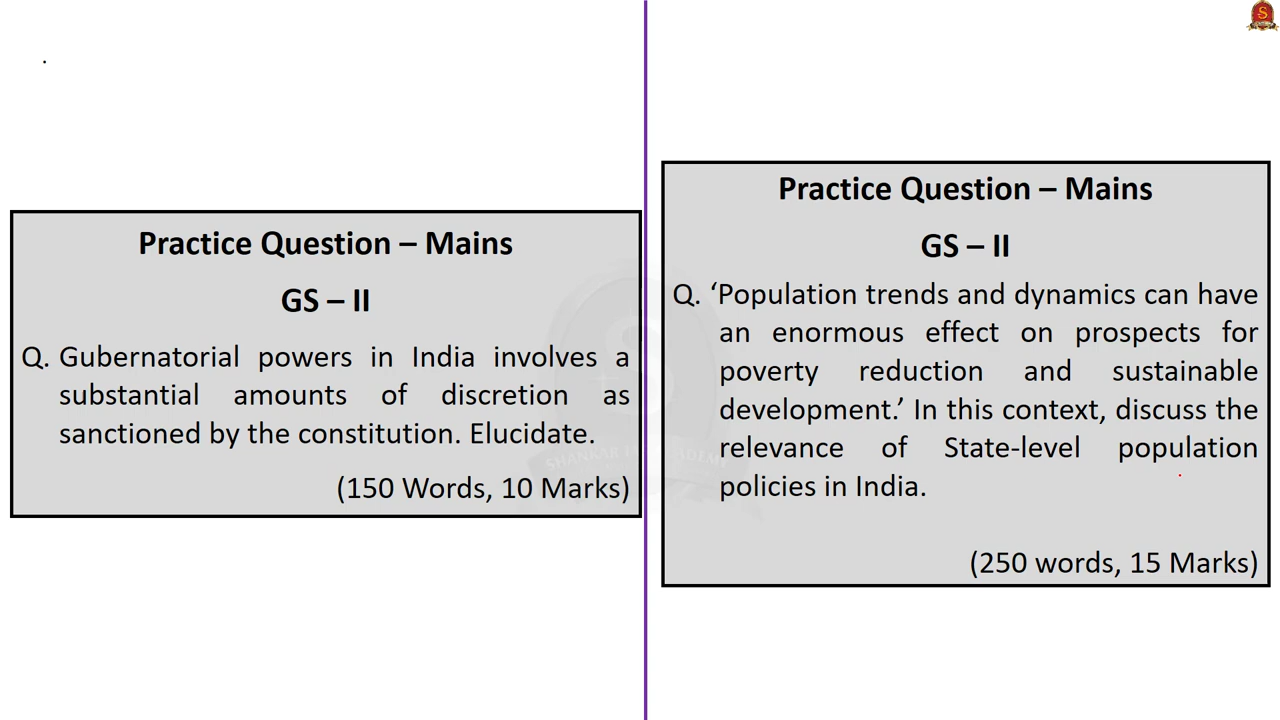 Practice Question – Mains
GS – II
Q. Gubernatorial powers in India involves a
substantial amounts of discretion as
sanctioned by the constitution. Elucidate.
(150 Words, 10 Marks)
Practice Question – Mains
GS – II
Q. ‘Population trends and dynamics can have
an enormous effect on prospects for
poverty reduction and sustainable
development.’ In this context, discuss the
relevance of State-level population
policies in India.
(250 words, 15 Marks)